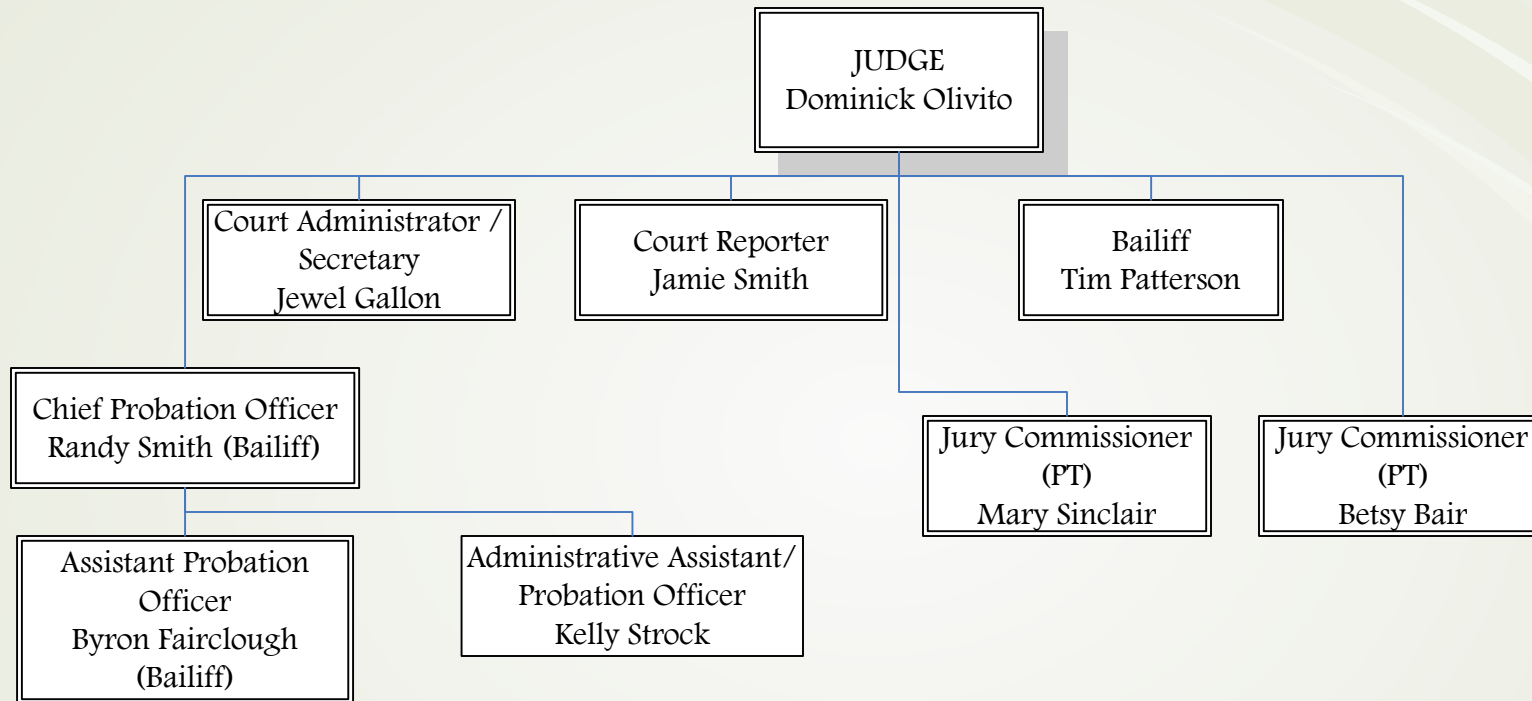 JUDGE
Dominick Olivito
Court Administrator /
Secretary
Jewel Gallon
Court Reporter
Jamie Smith
Bailiff
Tim Patterson
Chief Probation Officer
Randy Smith (Bailiff)
Jury Commissioner
(PT)
Mary Sinclair
Jury Commissioner
(PT)
Betsy Bair
Assistant Probation
Officer
Byron Fairclough
(Bailiff)
Administrative Assistant/
Probation Officer
Kelly Strock